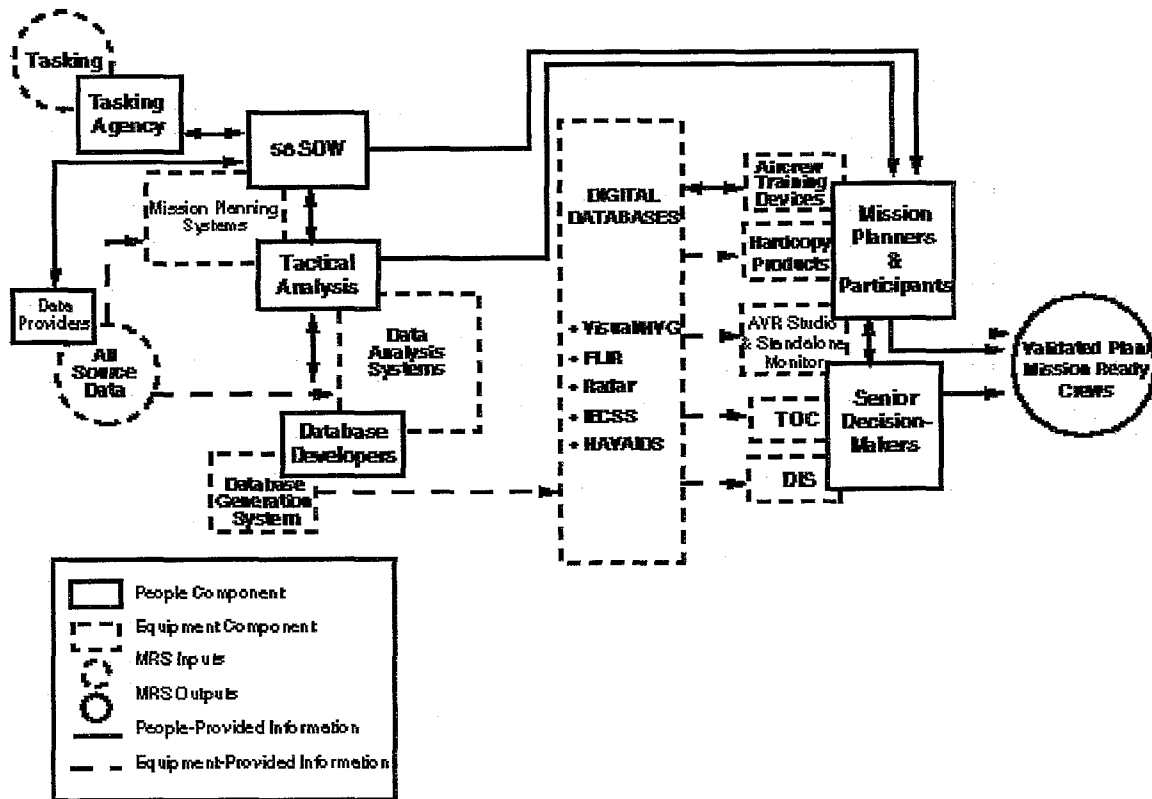 Tasking
Tasking
Agency
58 SOW
Mission Planning
Systems
Tactical
Analysis
Data
Providers
All
Source
Data
Data
Analysis
Systems
Database
Developers
Database
Generation
System
DIGITAL
DATABASES
+ Visual/NVG
+ FLIR
+ Radar
+ IECSS
+ NAVAIDS
Aircrew
Training
Devices
Hardcopy
Products
AVR Studio
& Standalone
Monitor
TOC
DIS
Mission
Planners
&
Participants
Senior
Decision-
Makers
Validated Plan/
Mission Ready
Crews
People Component
Equipment Component
MRS Inputs
MRS Outputs
People-Provided Information
Equipment-Provided Information